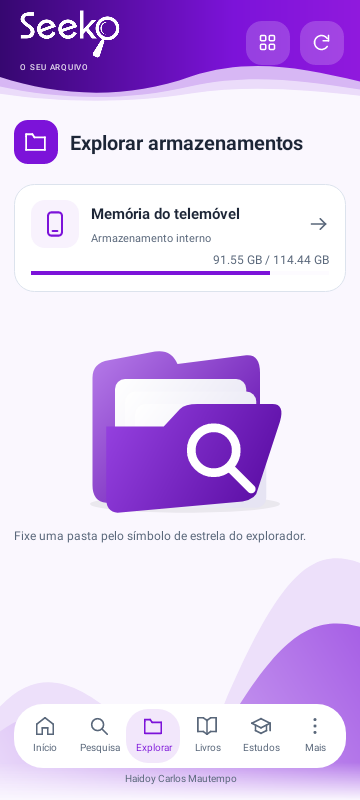 Seeko
O SEU ARQUIVO
Explorar armazenamentos
Memória do telemóvel
Armazenamento interno
91.55 GB / 114.44 GB
Fixe uma pasta pelo símbolo de estrela do explorador.
Início
Pesquisa
Explorar
Livros
Estudos
Mais
Haidoy Carlos Mautempo